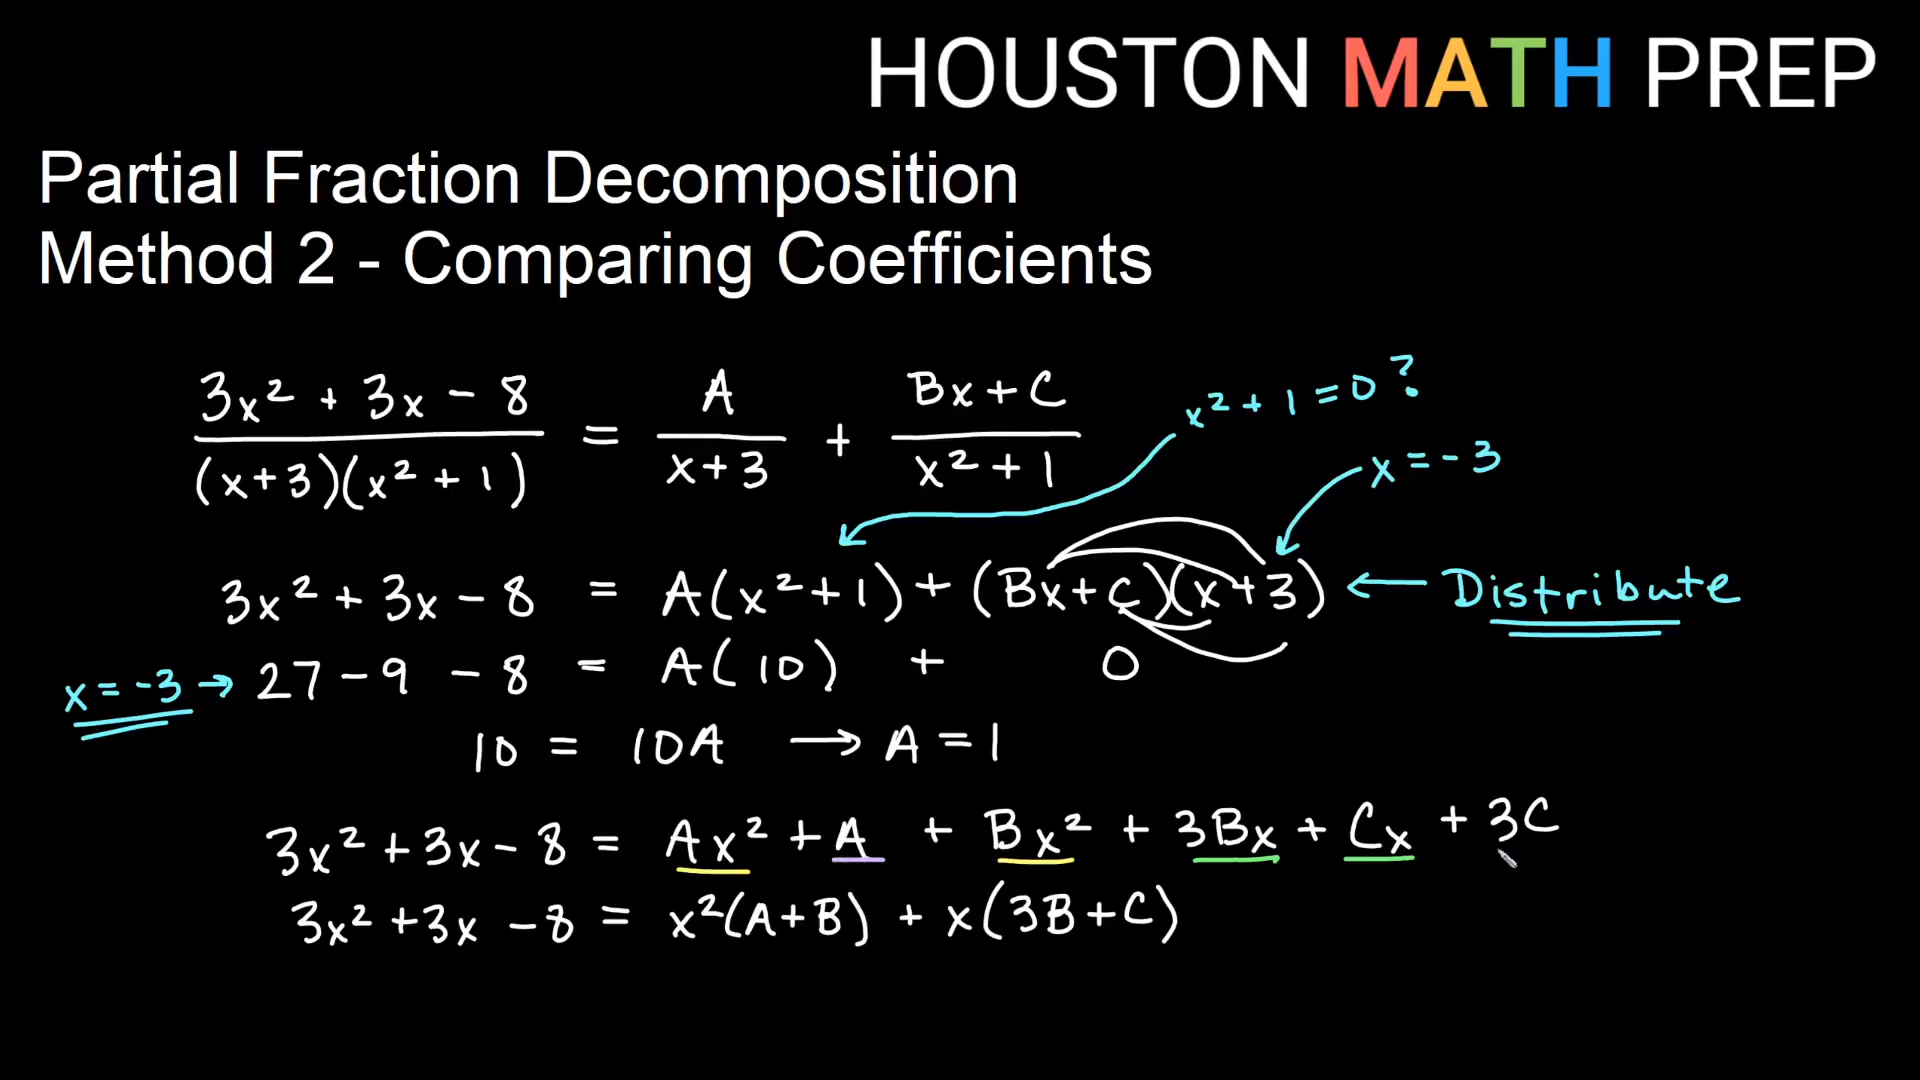 HOUSTON MATH PREP
Partial Fraction Decomposition
Method 2 - Comparing Coefficients
3x² + 3x - 8 / (x+3)(x² + 1) = A / x+3 + Bx + C / x² + 1
x² + 1 = 0 ?
x = -3
3x² + 3x - 8 = A(x²+1) + (Bx+C)(x+3) ← Distribute
x = -3 → 27 - 9 - 8 = A(10) + 0
10 = 10A → A = 1
3x² + 3x - 8 = Ax² + A + Bx² + 3Bx + Cx + 3C
3x² + 3x - 8 = x²(A+B) + x(3B+C)